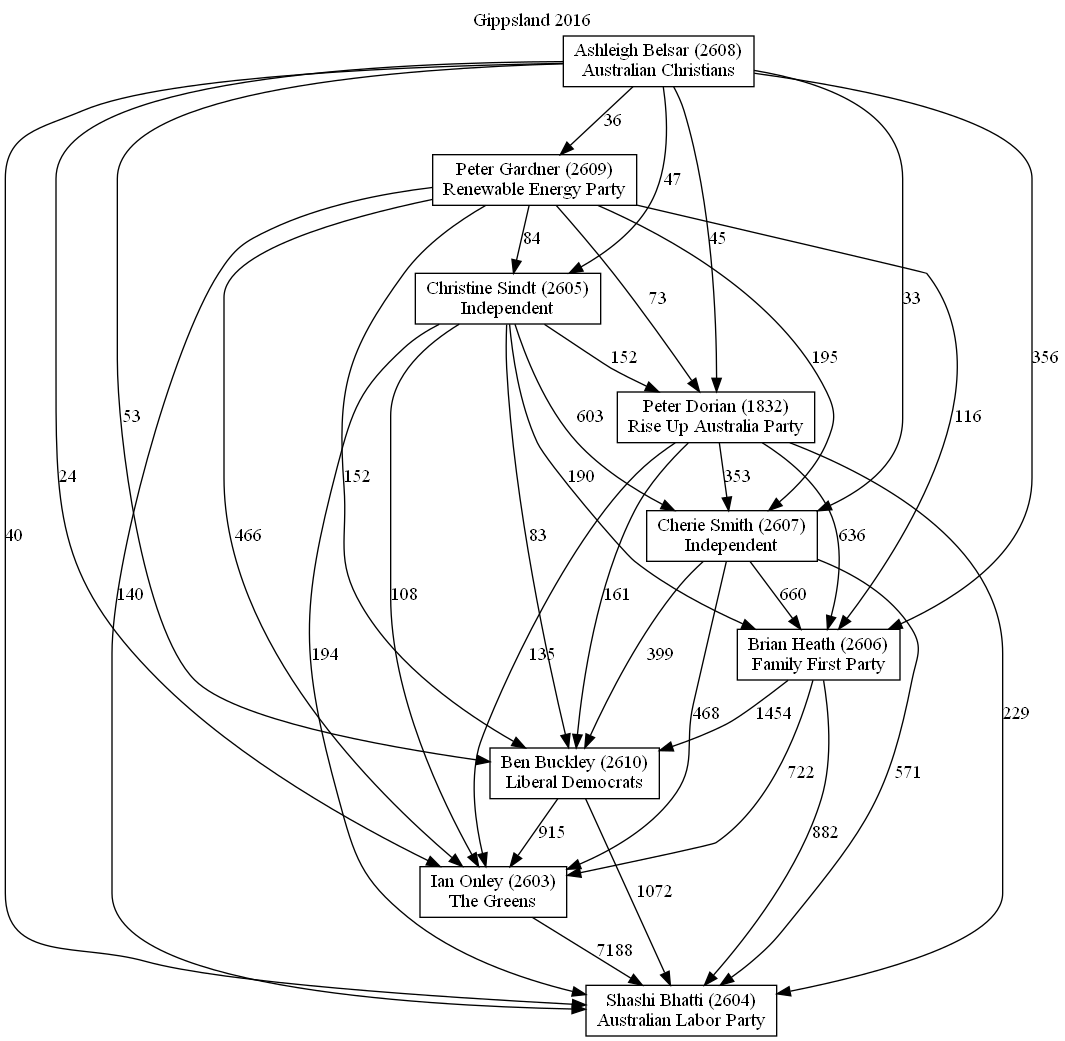 Gippsland 2016
Ashleigh Belsar (2608)
Australian Christians
36
Peter Gardner (2609)
Renewable Energy Party
47
84
45
73
33
Christine Sindt (2605)
Independent
152
195
356
Peter Dorian (1832)
Rise Up Australia Party
53
603
116
24
152
190
353
Cherie Smith (2607)
Independent
40
466
83
636
140
108
161
660
Brian Heath (2606)
Family First Party
194
135
399
468
1454
229
Ben Buckley (2610)
Liberal Democrats
722
571
915
882
Ian Onley (2603)
The Greens
1072
7188
Shashi Bhatti (2604)
Australian Labor Party